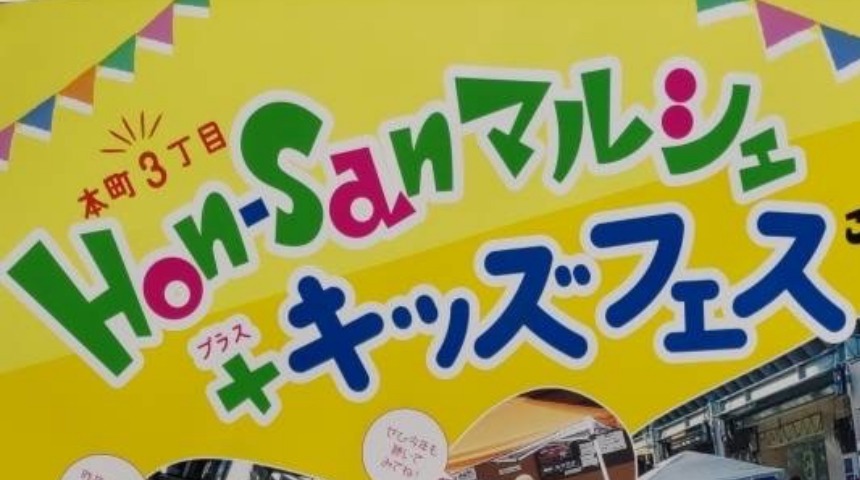 本町3丁目
Hon-Sanマルシェ
プラス
+キッズフェス